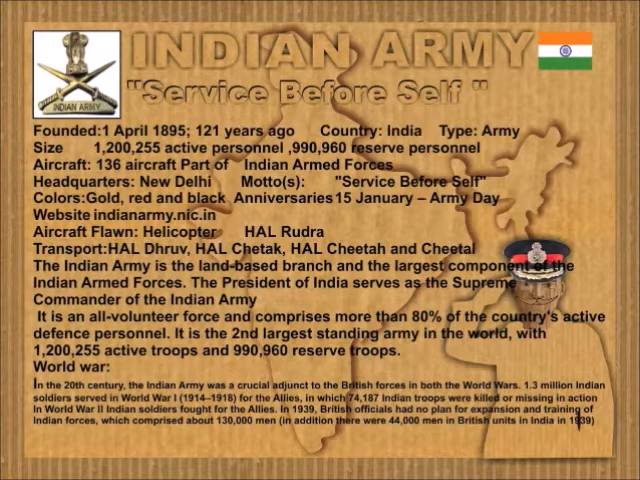 INDIAN ARMY
"Service Before Self "
INDIAN ARMY
Founded:1 April 1895; 121 years ago Country: India Type: Army
Size 1,200,255 active personnel ,990,960 reserve personnel
Aircraft: 136 aircraft Part of Indian Armed Forces
Headquarters: New Delhi Motto(s): "Service Before Self"
Colors:Gold, red and black Anniversaries 15 January – Army Day
Website indianarmy.nic.in
Aircraft Flawn: Helicopter HAL Rudra
Transport:HAL Dhruv, HAL Chetak, HAL Cheetah and Cheetal
The Indian Army is the land-based branch and the largest component of the
Indian Armed Forces. The President of India serves as the Supreme
Commander of the Indian Army
It is an all-volunteer force and comprises more than 80% of the country's active
defence personnel. It is the 2nd largest standing army in the world, with
1,200,255 active troops and 990,960 reserve troops.
World war:
In the 20th century, the Indian Army was a crucial adjunct to the British forces in both the World Wars. 1.3 million Indian
soldiers served in World War I (1914–1918) for the Allies, in which 74,187 Indian troops were killed or missing in action
In World War II Indian soldiers fought for the Allies. In 1939, British officials had no plan for expansion and training of
Indian forces, which comprised about 130,000 men (in addition there were 44,000 men in British units in India in 1939)